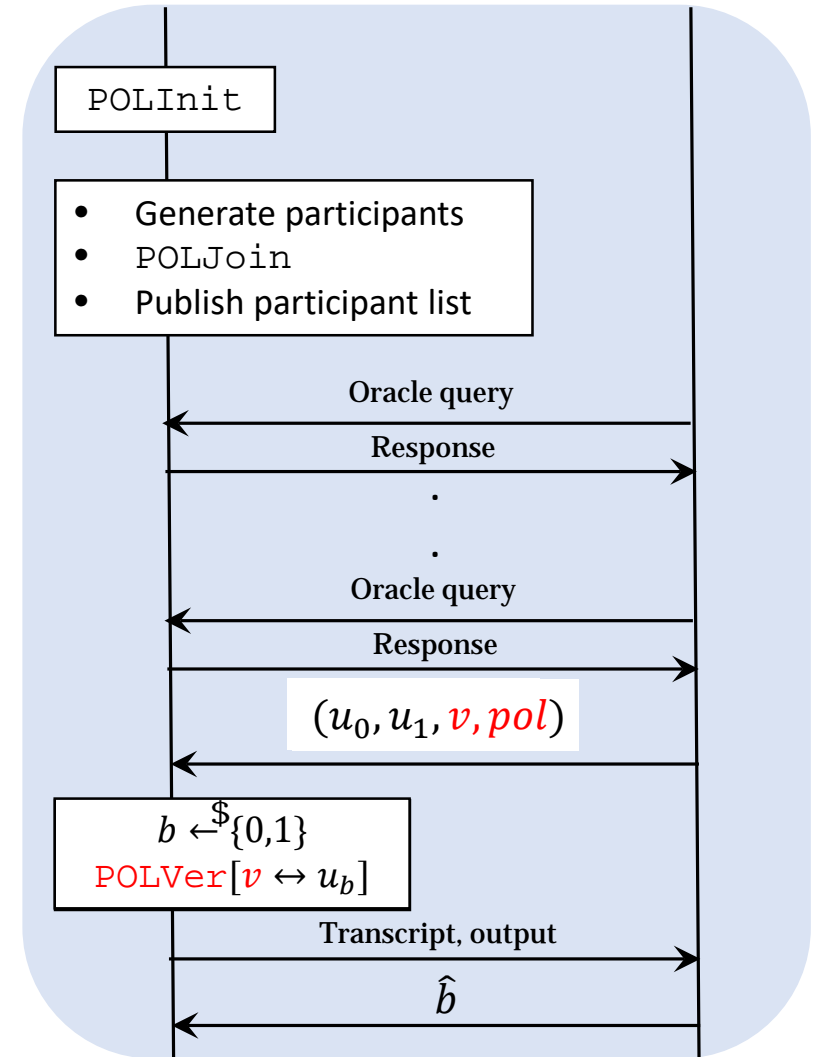 POLInit
• Generate participants
• POLJoin
• Publish participant list
Oracle query
Response
.
.
Oracle query
Response
(u₀, u₁, v, pol)
b ←$ {0,1}
POLVer[v ↔ u_b]
Transcript, output
b̂